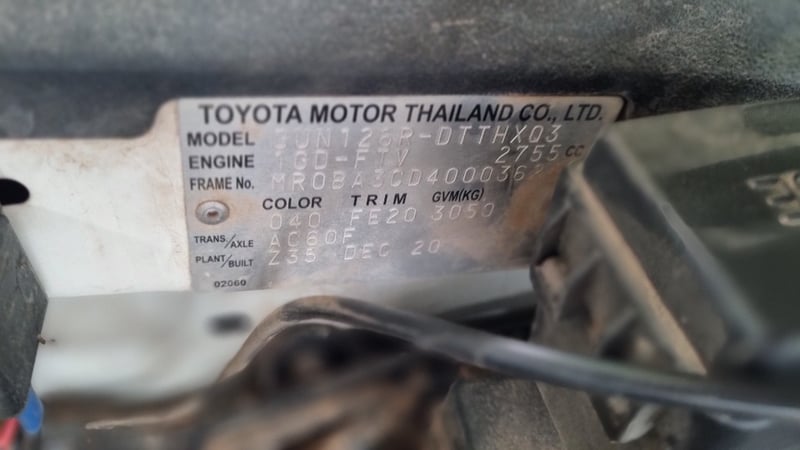 TOYOTA MOTOR THAILAND CO., LTD.
MODEL GUN126R-DTTHX03
ENGINE 1GD-FTV 2755 CC
FRAME No.
COLOR TRIM GVM(KG)
040 FE20 3050
TRANS/AXLE AC60F
PLANT/BUILT Z35 DEC 20
02060